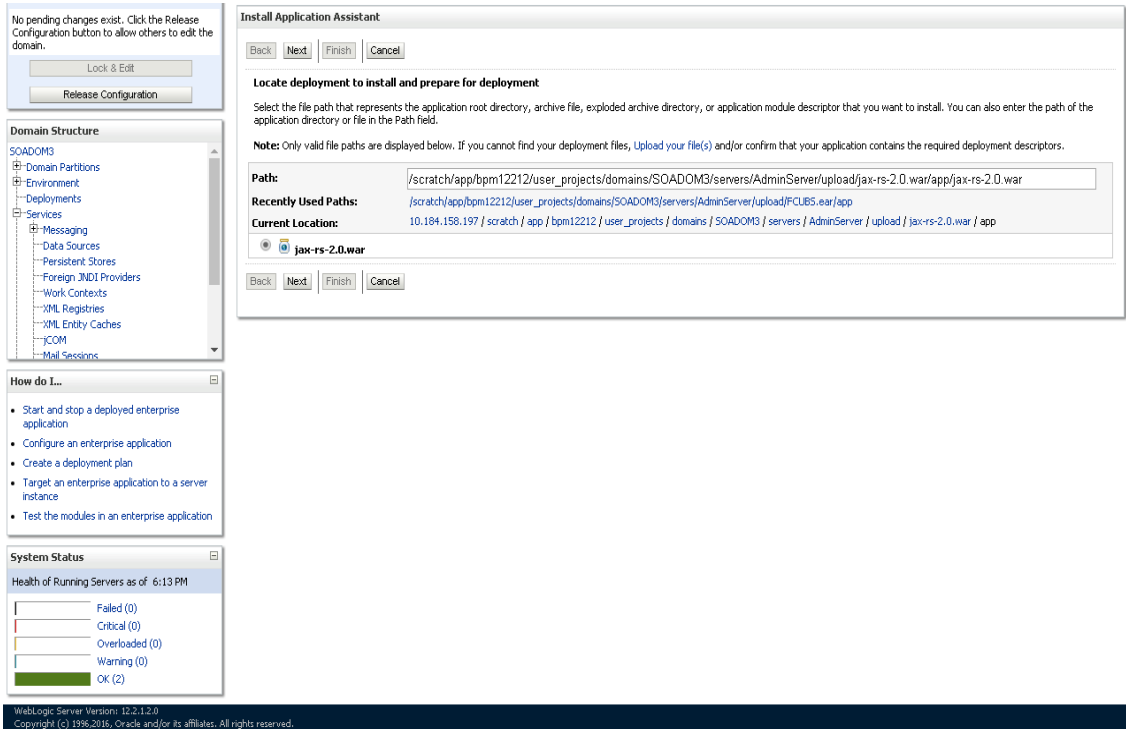 No pending changes exist. Click the Release
Configuration button to allow others to edit the
domain.
Lock & Edit
Release Configuration
Domain Structure
SOADOM3
Domain Partitions
Environment
Deployments
Services
Messaging
Data Sources
Persistent Stores
Foreign JNDI Providers
Work Contexts
XML Registries
XML Entity Caches
jCOM
Mail Sessions
How do I...
Start and stop a deployed enterprise
application
Configure an enterprise application
Create a deployment plan
Target an enterprise application to a server
instance
Test the modules in an enterprise application
System Status
Health of Running Servers as of 6:13 PM
Failed (0)
Critical (0)
Overloaded (0)
Warning (0)
OK (2)
Install Application Assistant
Back Next Finish Cancel
Locate deployment to install and prepare for deployment
Select the file path that represents the application root directory, archive file, exploded archive directory, or application module descriptor that you want to install. You can also enter the path of the
application directory or file in the Path field.
Note: Only valid file paths are displayed below. If you cannot find your deployment files, Upload your file(s) and/or confirm that your application contains the required deployment descriptors.
Path: /scratch/app/bpm12212/user_projects/domains/SOADOM3/servers/AdminServer/upload/jax-rs-2.0.war/app/jax-rs-2.0.war
Recently Used Paths: /scratch/app/bpm12212/user_projects/domains/SOADOM3/servers/AdminServer/upload/FCUBS.ear/app
Current Location: 10.184.158.197 / scratch / app / bpm12212 / user_projects / domains / SOADOM3 / servers / AdminServer / upload / jax-rs-2.0.war / app
jax-rs-2.0.war
Back Next Finish Cancel
WebLogic Server Version: 12.2.1.2.0
Copyright (c) 1996,2016, Oracle and/or its affiliates. All rights reserved.